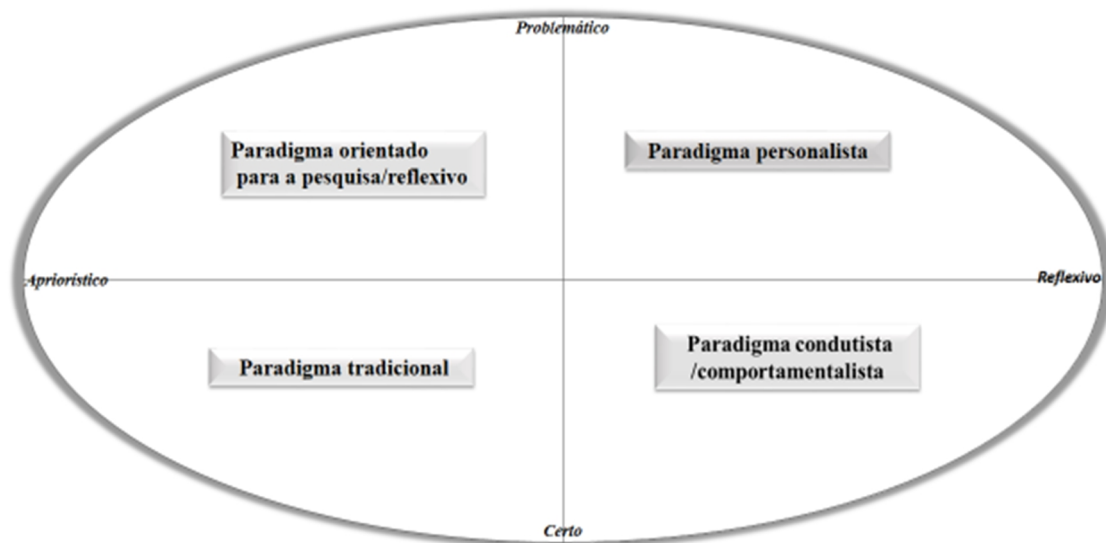 Problemático
Paradigma orientado
para a pesquisa/reflexivo
Paradigma personalista
Apriorístico
Reflexivo
Paradigma tradicional
Paradigma condutista
/comportamentalista
Certo